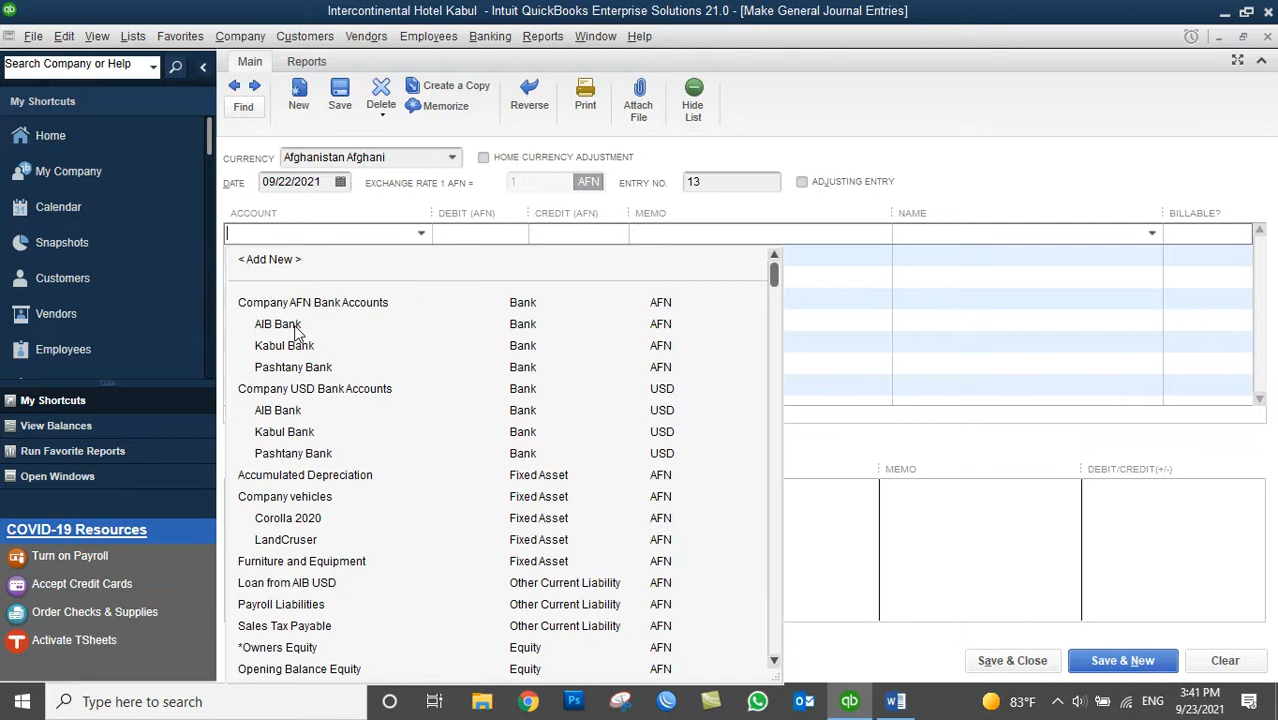 Intercontinental Hotel Kabul - Intuit QuickBooks Enterprise Solutions 21.0 - [Make General Journal Entries]
File Edit View Lists Favorites Company Customers Vendors Employees Banking Reports Window Help
Search Company or Help
Main Reports
My Shortcuts
Home
My Company
Calendar
Snapshots
Customers
Vendors
Employees
My Shortcuts
View Balances
Run Favorite Reports
Open Windows
COVID-19 Resources
Turn on Payroll
Accept Credit Cards
Order Checks & Supplies
Activate TSheets
Find
New
Save
Delete
Create a Copy
Memorize
Reverse
Print
Attach File
Hide List
CURRENCY Afghanistan Afghani HOME CURRENCY ADJUSTMENT
DATE 09/22/2021 EXCHANGE RATE 1 AFN = 1 AFN ENTRY NO. 13 ADJUSTING ENTRY
ACCOUNT DEBIT (AFN) CREDIT (AFN) MEMO NAME BILLABLE?
< Add New >
Company AFN Bank Accounts Bank AFN
AIB Bank Bank AFN
Kabul Bank Bank AFN
Pashtany Bank Bank AFN
Company USD Bank Accounts Bank USD
AIB Bank Bank USD
Kabul Bank Bank USD
Pashtany Bank Bank USD
Accumulated Depreciation Fixed Asset AFN
Company vehicles Fixed Asset AFN
Corolla 2020 Fixed Asset AFN
LandCruser Fixed Asset AFN
Furniture and Equipment Fixed Asset AFN
Loan from AIB USD Other Current Liability AFN
Payroll Liabilities Other Current Liability AFN
Sales Tax Payable Other Current Liability AFN
*Owners Equity Equity AFN
Opening Balance Equity Equity AFN
MEMO DEBIT/CREDIT(+/-)
Save & Close Save & New Clear
Type here to search
83°F ENG
3:41 PM
9/23/2021